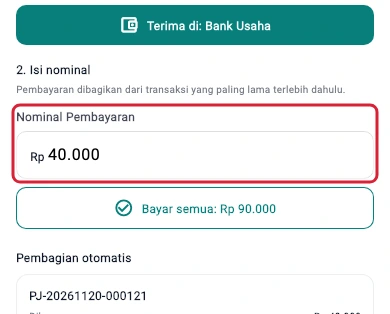 Terima di: Bank Usaha
2. Isi nominal
Pembayaran dibagikan dari transaksi yang paling lama terlebih dahulu.
Nominal Pembayaran
Rp 40.000
Bayar semua: Rp 90.000
Pembagian otomatis
PJ-20261120-000121